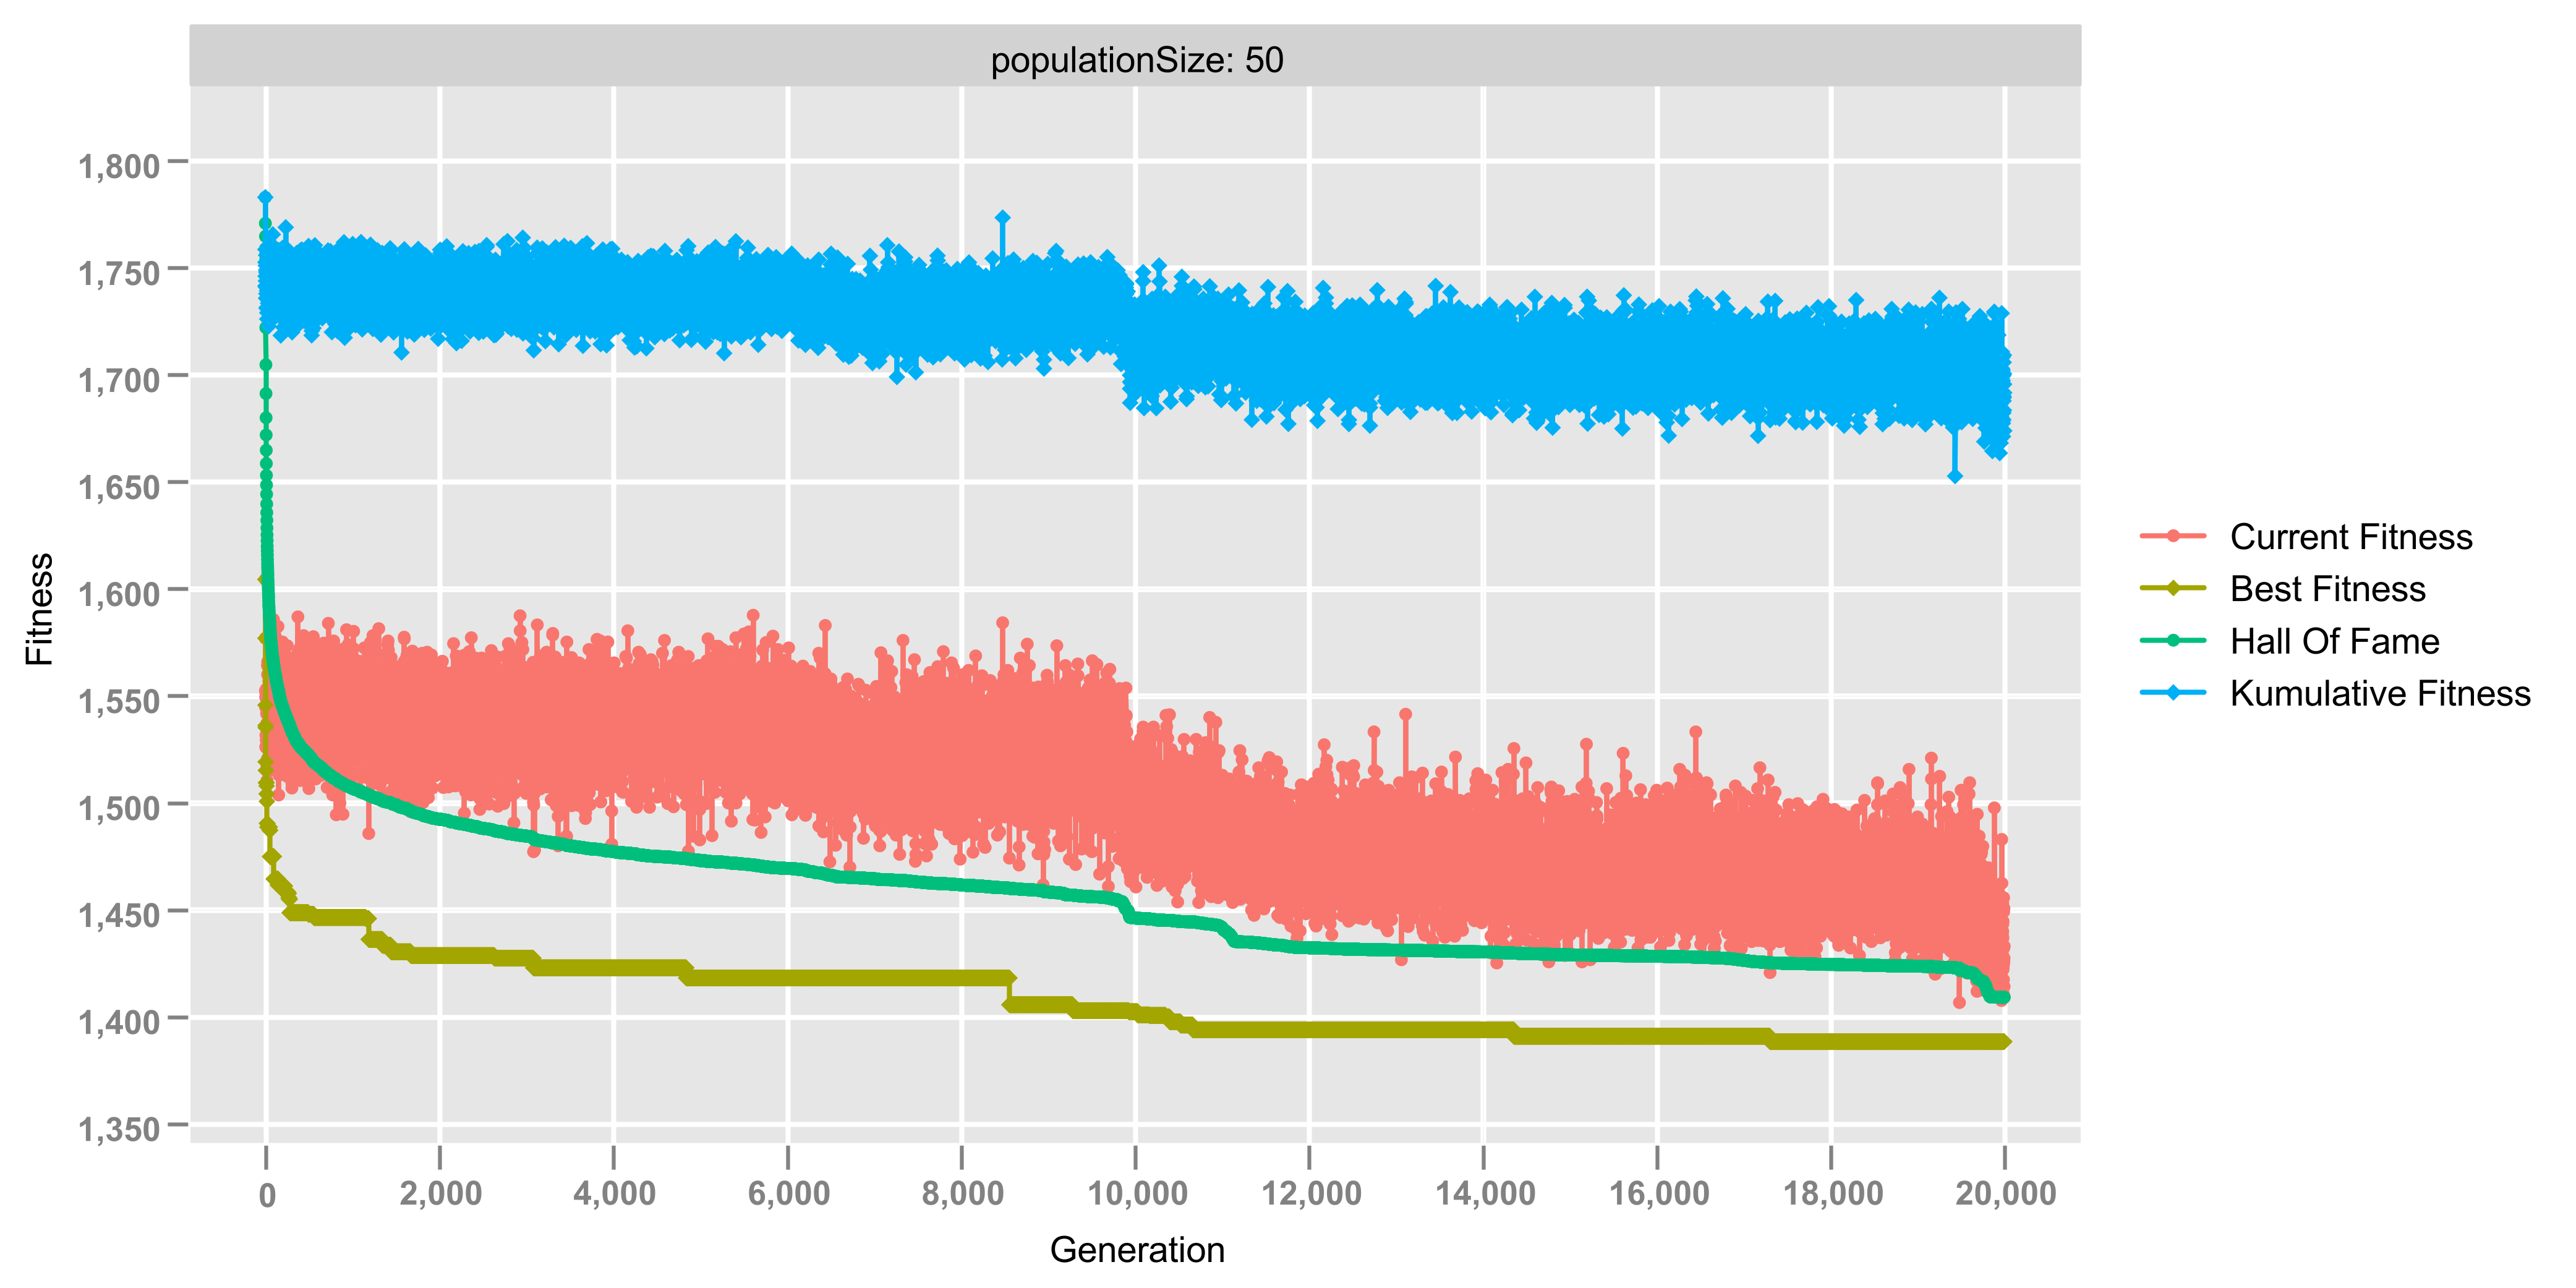 populationSize: 50
1,800
1,750
1,700
1,650
1,600
1,550
1,500
1,450
1,400
1,350
Fitness
0 2,000 4,000 6,000 8,000 10,000 12,000 14,000 16,000 18,000 20,000
Generation
Current Fitness
Best Fitness
Hall Of Fame
Kumulative Fitness